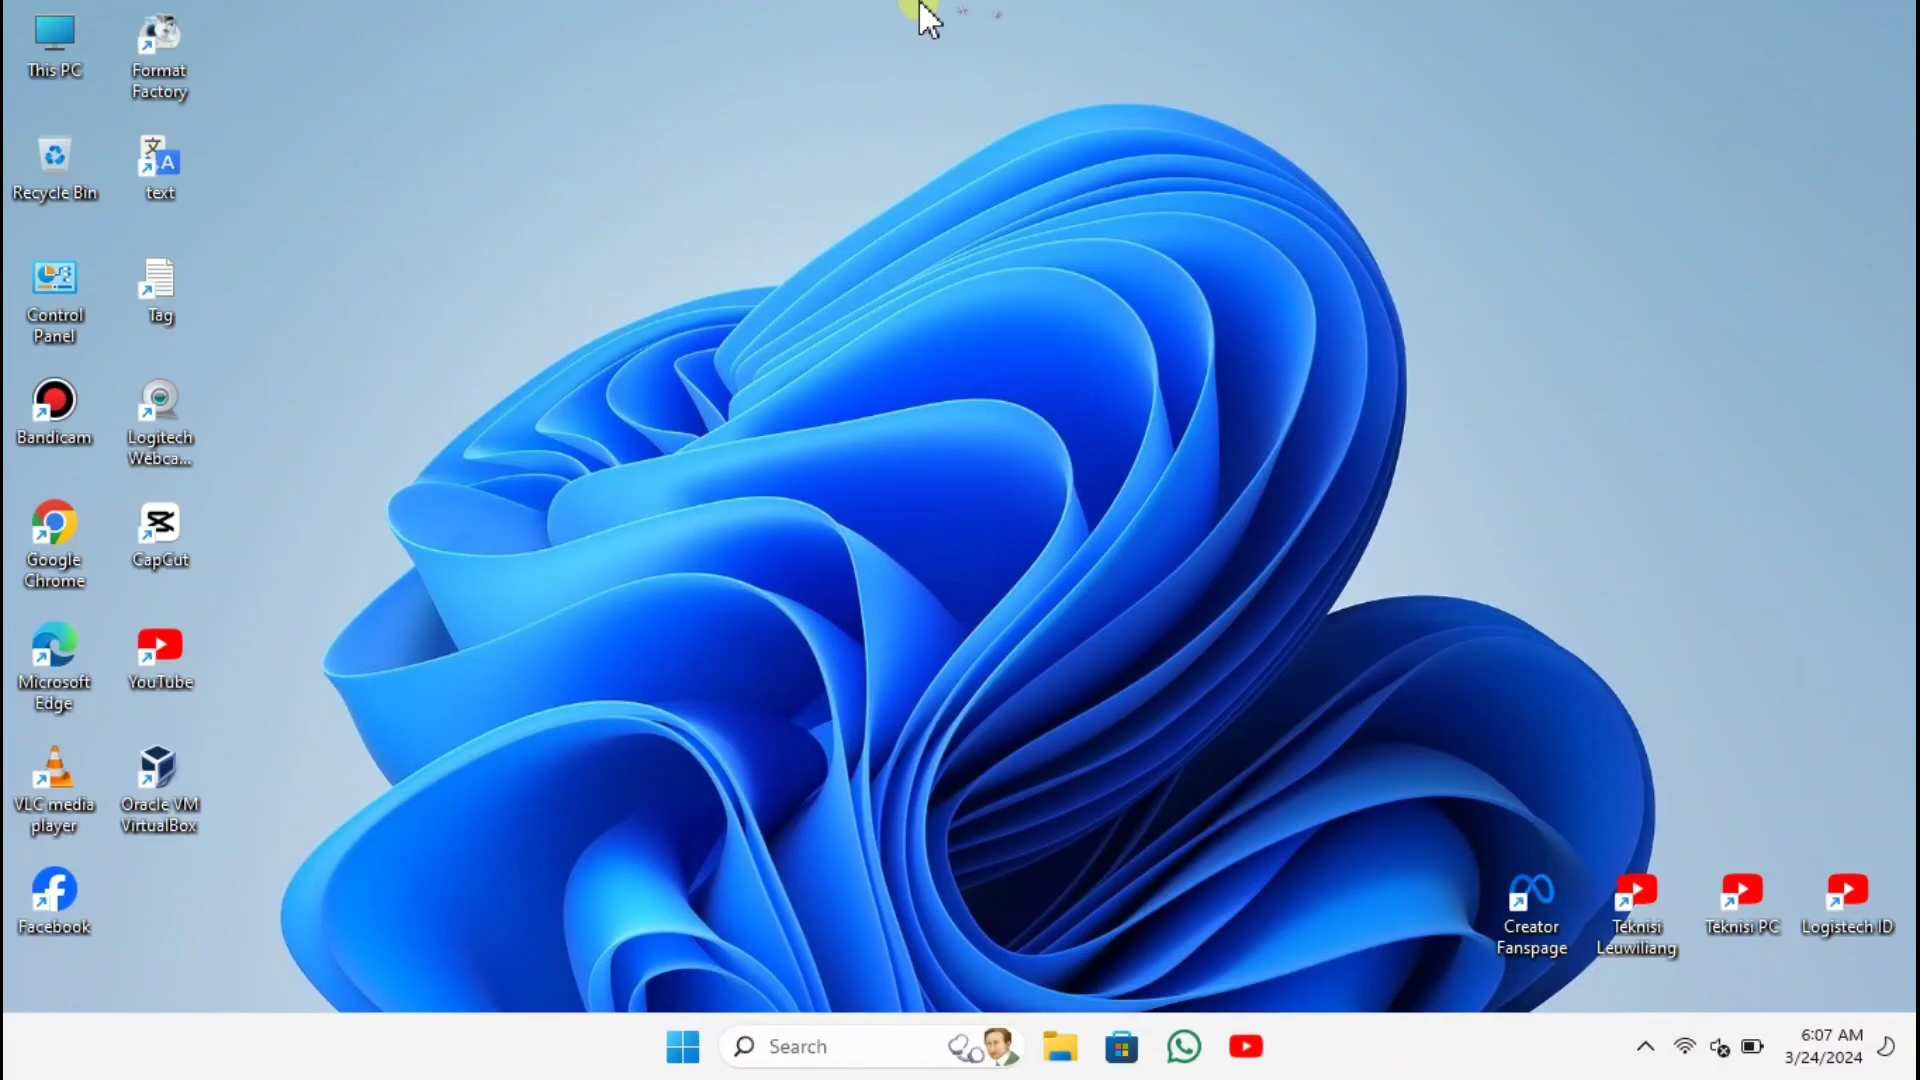 This PC
Format
Factory
Recycle Bin
text
Control
Panel
Tag
Bandicam
Logitech
Webca...
Google
Chrome
CapCut
Microsoft
Edge
YouTube
VLC media
player
Oracle VM
VirtualBox
Facebook
Creator
Fanspage
Teknisi
Leuwiliang
Teknisi PC
Logistech ID
Search
6:07 AM
3/24/2024